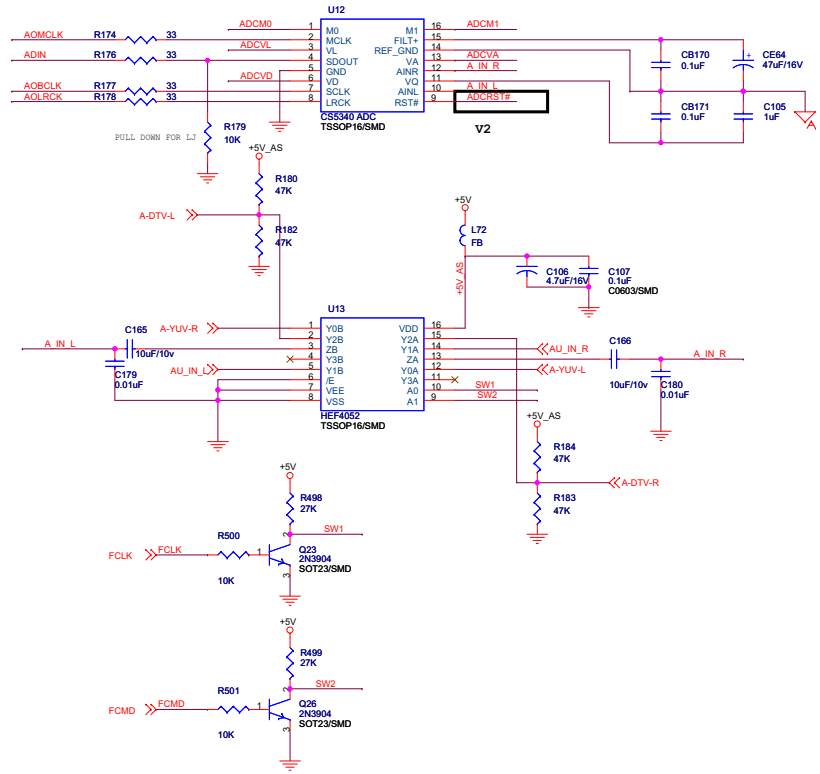 U12
AOMCLK R174 33 ADCM0 1 M0 M1 16 ADCM1
2 MCLK FILT+ 15
ADIN R176 33 ADCVL 3 VL REF_GND 14
4 SDOUT VA 13 ADCVA
5 GND AINR 12 A_IN_R
ADCVD 6 VD VQ 11
AOBCLK R177 33 7 SCLK AINL 10 A_IN_L
AOLRCK R178 33 8 LRCK RST# 9 ADCRST#
CS5340 ADC
TSSOP16/SMD
V2
CB170
0.1uF
+
CE64
47uF/16V
CB171
0.1uF
C105
1uF
A
PULL DOWN FOR LJ
R179
10K
+5V_AS
R180
47K
A-DTV-L
R182
47K
+5V
L72
FB
+5V_AS
C106
4.7uF/16V
C107
0.1uF
C0603/SMD
U13
A-YUV-R 1 Y0B VDD 16
2 Y2B Y2A 15
3 ZB Y1A 14 AU_IN_R
4 Y3B ZA 13
AU_IN_L 5 Y1B Y0A 12 A-YUV-L
6 /E Y3A 11
7 VEE A0 10 SW1
8 VSS A1 9 SW2
HEF4052
TSSOP16/SMD
A_IN_L
C165
10uF/10v
C179
0.01uF
C166
10uF/10v
A_IN_R
C180
0.01uF
+5V_AS
R184
47K
A-DTV-R
R183
47K
+5V
R498
27K
SW1
2
FCLK FCLK R500 1
10K
Q23
2N3904
SOT23/SMD
3
+5V
R499
27K
SW2
2
FCMD FCMD R501 1
10K
Q26
2N3904
SOT23/SMD
3